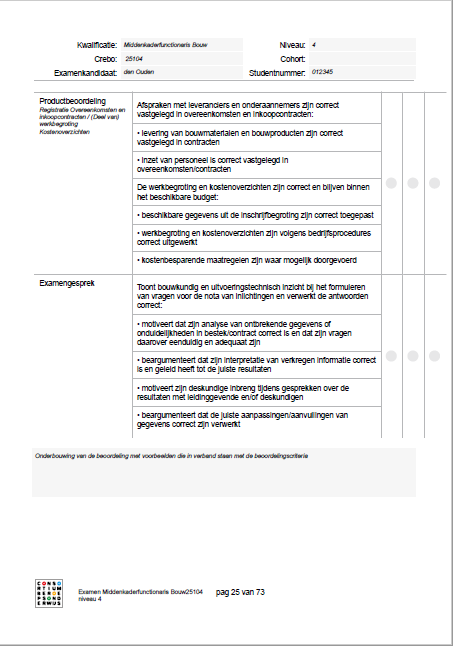 Kwalificatie: Middenkaderfunctionaris Bouw Niveau: 4
Crebo: 25104 Cohort:
Examenkandidaat: den Ouden Studentnummer: 012345
Productbeoordeling
Registratie Overeenkomsten en
inkoopcontracten / (Deel van)
werkbegroting
Kostenoverzichten
Afspraken met leveranciers en onderaannemers zijn correct
vastgelegd in overeenkomsten en inkoopcontracten:
• levering van bouwmaterialen en bouwproducten zijn correct
vastgelegd in contracten
• inzet van personeel is correct vastgelegd in
overeenkomsten/contracten
De werkbegroting en kostenoverzichten zijn correct en blijven binnen
het beschikbare budget:
• beschikbare gegevens uit de inschrijfbegroting zijn correct toegepast
• werkbegroting en kostenoverzichten zijn volgens bedrijfsprocedures
correct uitgewerkt
• kostenbesparende maatregelen zijn waar mogelijk doorgevoerd
Examengesprek
Toont bouwkundig en uitvoeringstechnisch inzicht bij het formuleren
van vragen voor de nota van inlichtingen en verwerkt de antwoorden
correct:
• motiveert dat zijn analyse van ontbrekende gegevens of
onduidelijkheden in bestek/contract correct is en dat zijn vragen
daarover eenduidig en adequaat zijn
• beargumenteert dat zijn interpretatie van verkregen informatie correct
is en geleid heeft tot de juiste resultaten
• motiveert zijn deskundige inbreng tijdens gesprekken over de
resultaten met leidinggevende en/of deskundigen
• beargumenteert dat de juiste aanpassingen/aanvullingen van
gegevens correct zijn verwerkt
Onderbouwing van de beoordeling met voorbeelden die in verband staan met de beoordelingscriteria
CONSO
RTIUM
BEROE
PSOND
ERWIJS
Examen Middenkaderfunctionaris Bouw25104 pag 25 van 73
niveau 4